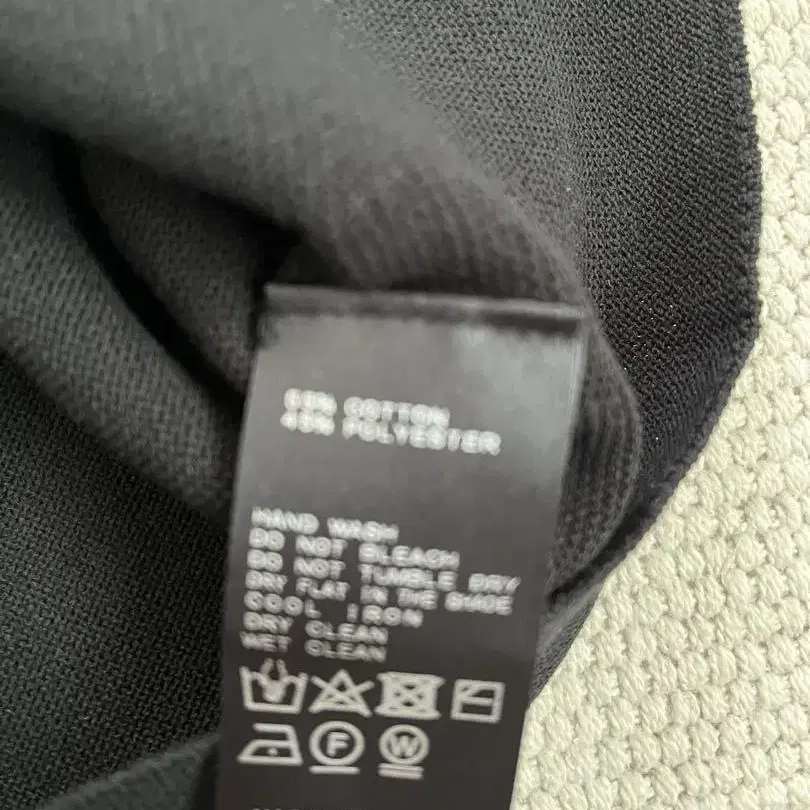 COTTON
POLYESTER
HAND WASH
DO NOT BLEACH
DO NOT TUMBLE DRY
DRY FLAT IN THE SHADE
COOL IRON
DRY CLEAN
WET CLEAN
F W